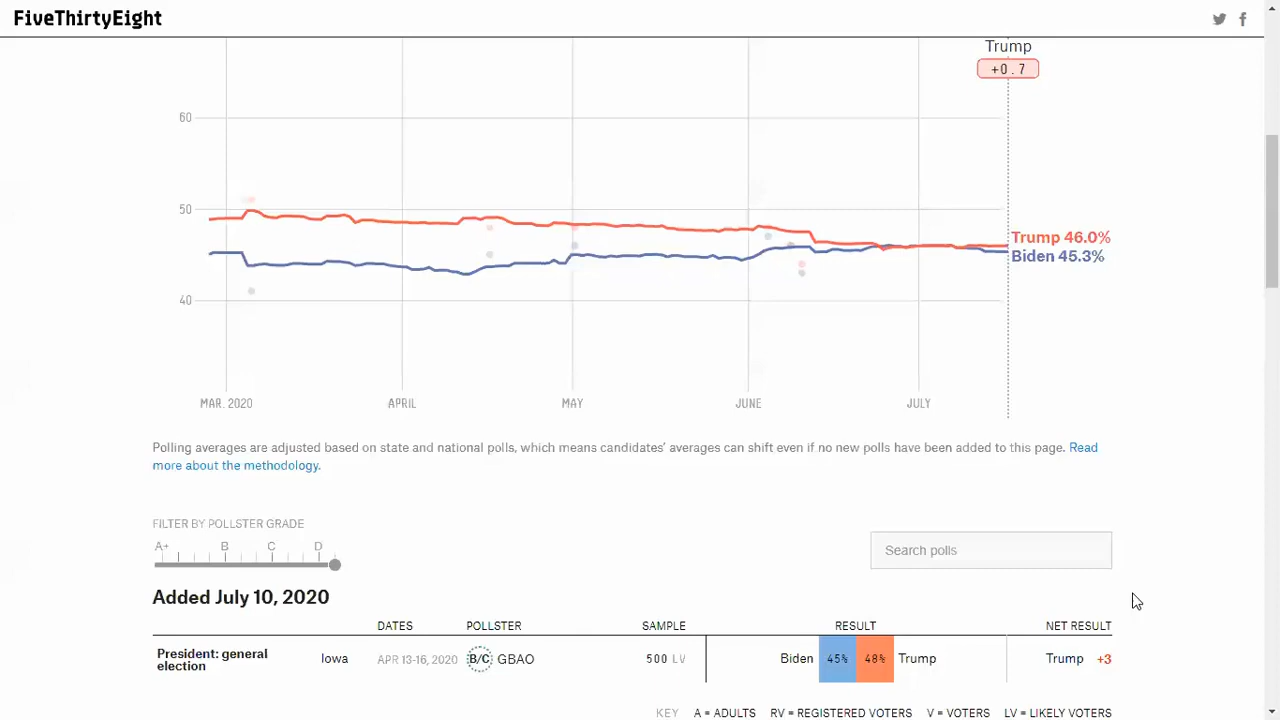 FiveThirtyEight
Trump
+0.7
60
50
40
Trump 46.0%
Biden 45.3%
MAR. 2020 APRIL MAY JUNE JULY
Polling averages are adjusted based on state and national polls, which means candidates' averages can shift even if no new polls have been added to this page. Read
more about the methodology.
FILTER BY POLLSTER GRADE
A+ B C D
Search polls
Added July 10, 2020
DATES POLLSTER SAMPLE RESULT NET RESULT
President: general
election
Iowa APR 13-16, 2020 B/C GBAO 500 LV Biden 45% 48% Trump Trump +3
KEY A = ADULTS RV = REGISTERED VOTERS V = VOTERS LV = LIKELY VOTERS